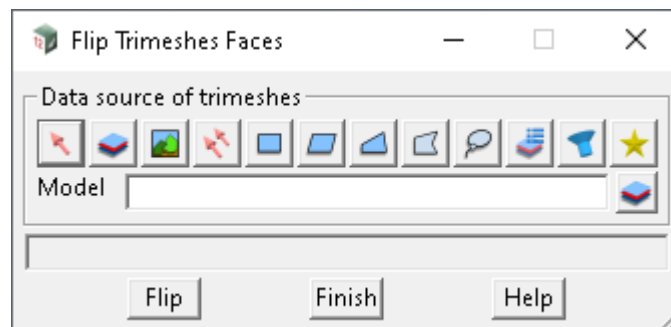 Flip Trimeshes Faces
Data source of trimeshes
Model
Flip Finish Help